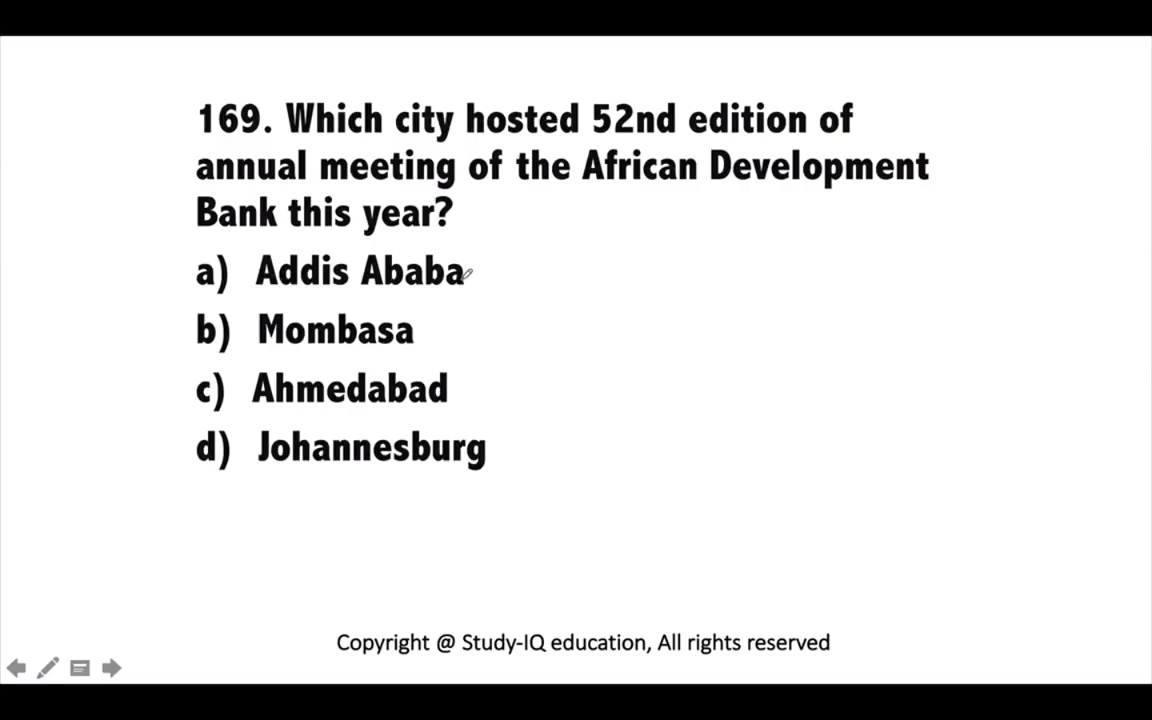 169. Which city hosted 52nd edition of
annual meeting of the African Development
Bank this year?
a) Addis Ababa
b) Mombasa
c) Ahmedabad
d) Johannesburg
Copyright @ Study-IQ education, All rights reserved